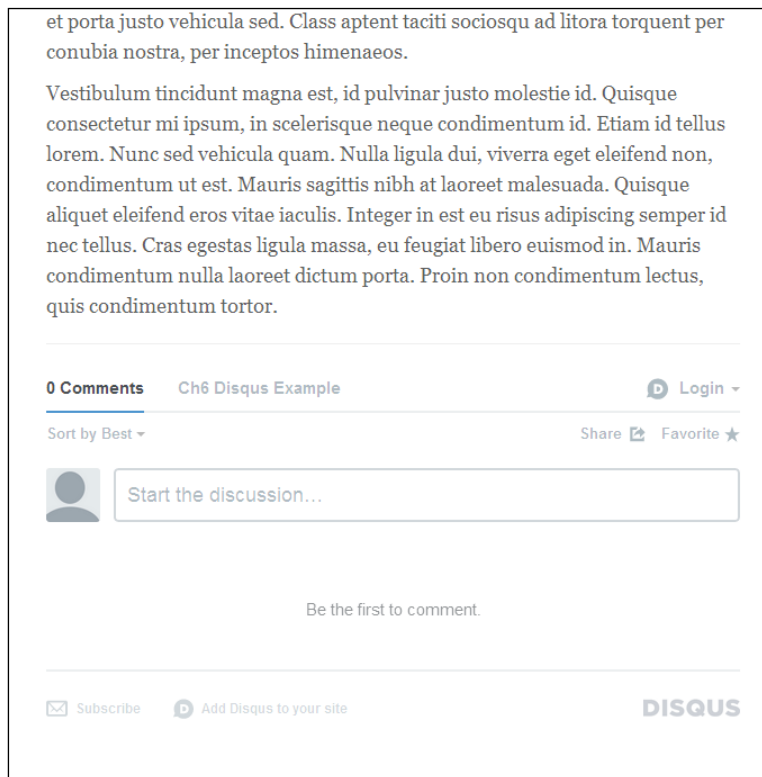 et porta justo vehicula sed. Class aptent taciti sociosqu ad litora torquent per
conubia nostra, per inceptos himenaeos.
Vestibulum tincidunt magna est, id pulvinar justo molestie id. Quisque
consectetur mi ipsum, in scelerisque neque condimentum id. Etiam id tellus
lorem. Nunc sed vehicula quam. Nulla ligula dui, viverra eget eleifend non,
condimentum ut est. Mauris sagittis nibh at laoreet malesuada. Quisque
aliquet eleifend eros vitae iaculis. Integer in est eu risus adipiscing semper id
nec tellus. Cras egestas ligula massa, eu feugiat libero euismod in. Mauris
condimentum nulla laoreet dictum porta. Proin non condimentum lectus,
quis condimentum tortor.
0 Comments Ch6 Disqus Example Login
Sort by Best Share Favorite
Start the discussion...
Be the first to comment.
Subscribe Add Disqus to your site DISQUS